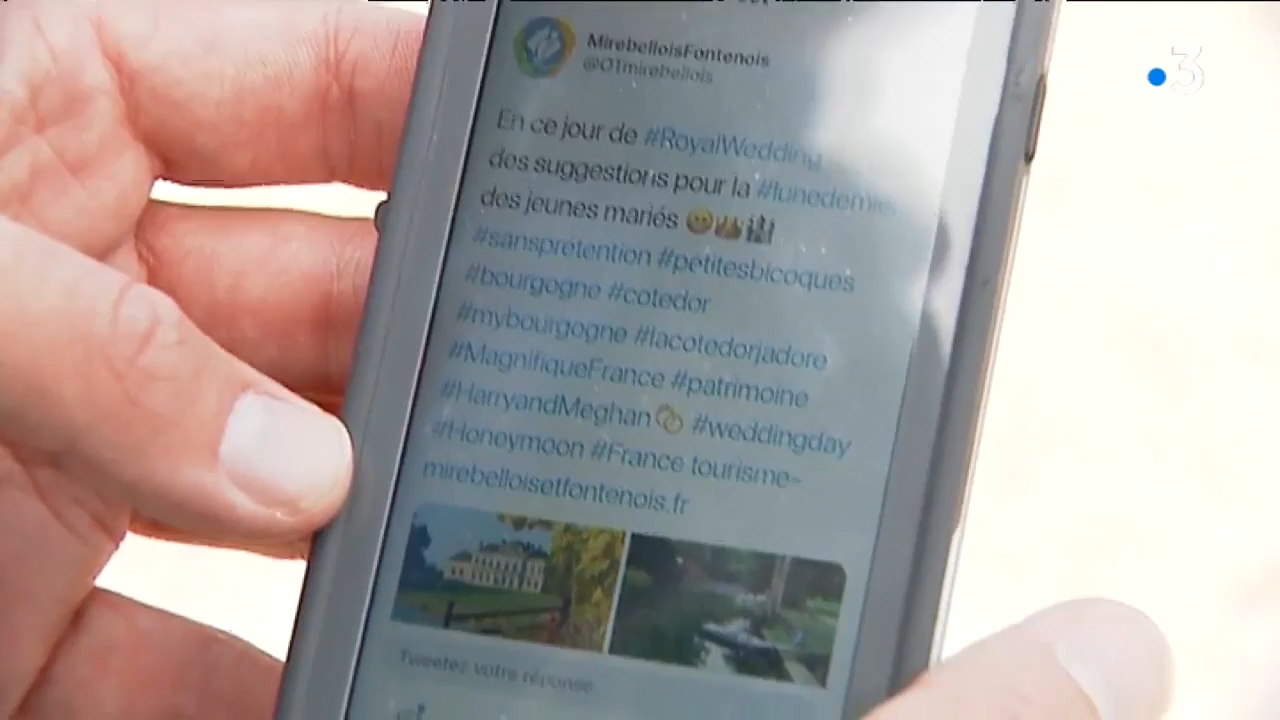 3
MirebelloisFontenois
@OTmirebellois
En ce jour de #RoyalWedding,
des suggestions pour la #lunedemiel
des jeunes mariés 😀👑🏰
#sansprétention #petitesbicoques
#bourgogne #cotedor
#mybourgogne #lacotedorjadore
#MagnifiqueFrance #patrimoine
#HarryandMeghan #weddingday
#Honeymoon #France tourisme-
mirebelloisetfontenois.fr
Tweetez votre réponse